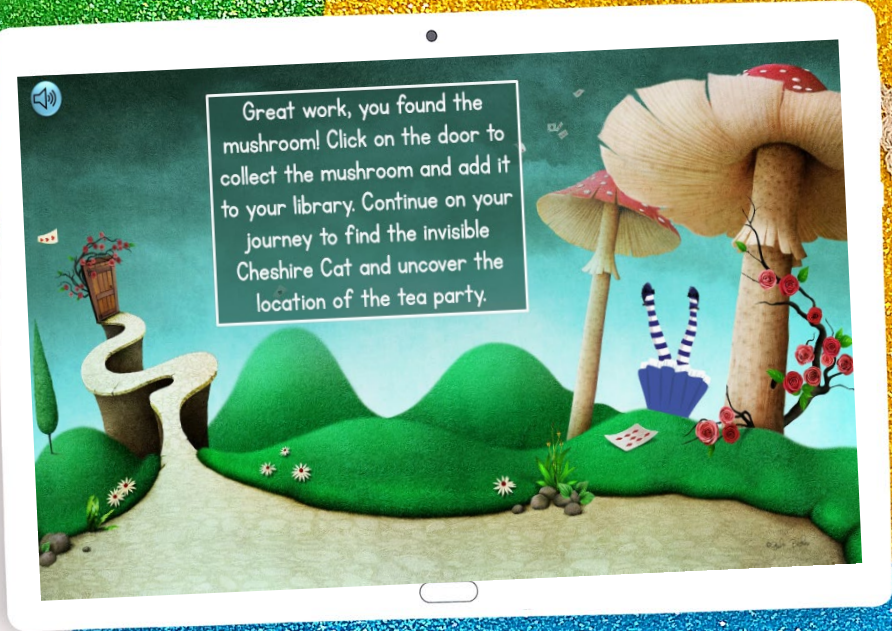 Great work, you found the
mushroom! Click on the door to
collect the mushroom and add it
to your library. Continue on your
journey to find the invisible
Cheshire Cat and uncover the
location of the tea party.